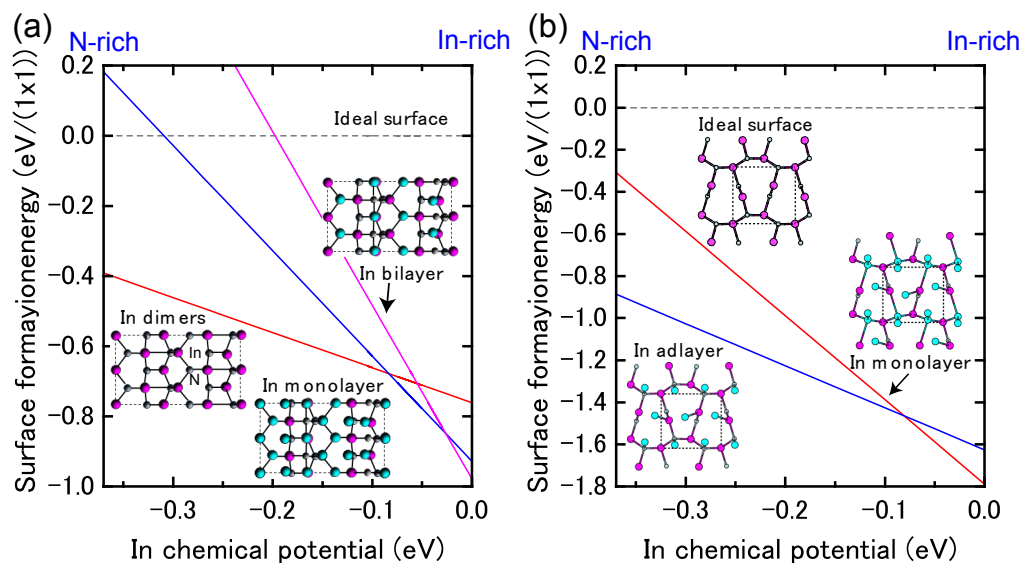 (a)
N-rich
In-rich
Surface formayionenergy (eV/(1x1))
0.2
0.0
−0.2
−0.4
−0.6
−0.8
−1.0
Ideal surface
In bilayer
In dimers
In
N
In monolayer
−0.3
−0.2
−0.1
0.0
In chemical potential (eV)
(b)
N-rich
In-rich
Surface formayionenergy (eV/(1x1))
0.2
0.0
−0.2
−0.4
−0.6
−0.8
−1.0
−1.2
−1.4
−1.6
−1.8
Ideal surface
In monolayer
In adlayer
−0.3
−0.2
−0.1
0.0
In chemical potential (eV)